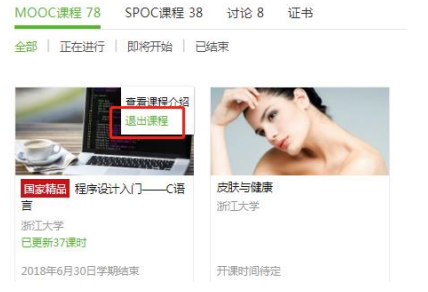 MOOC课程 78 SPOC课程 38 讨论 8 证书
全部 正在进行 即将开始 已结束
查看课程介绍
退出课程
国家精品 程序设计入门——C语
言
浙江大学
已更新37课时
2018年6月30日学期结束
皮肤与健康
浙江大学
开课时间待定